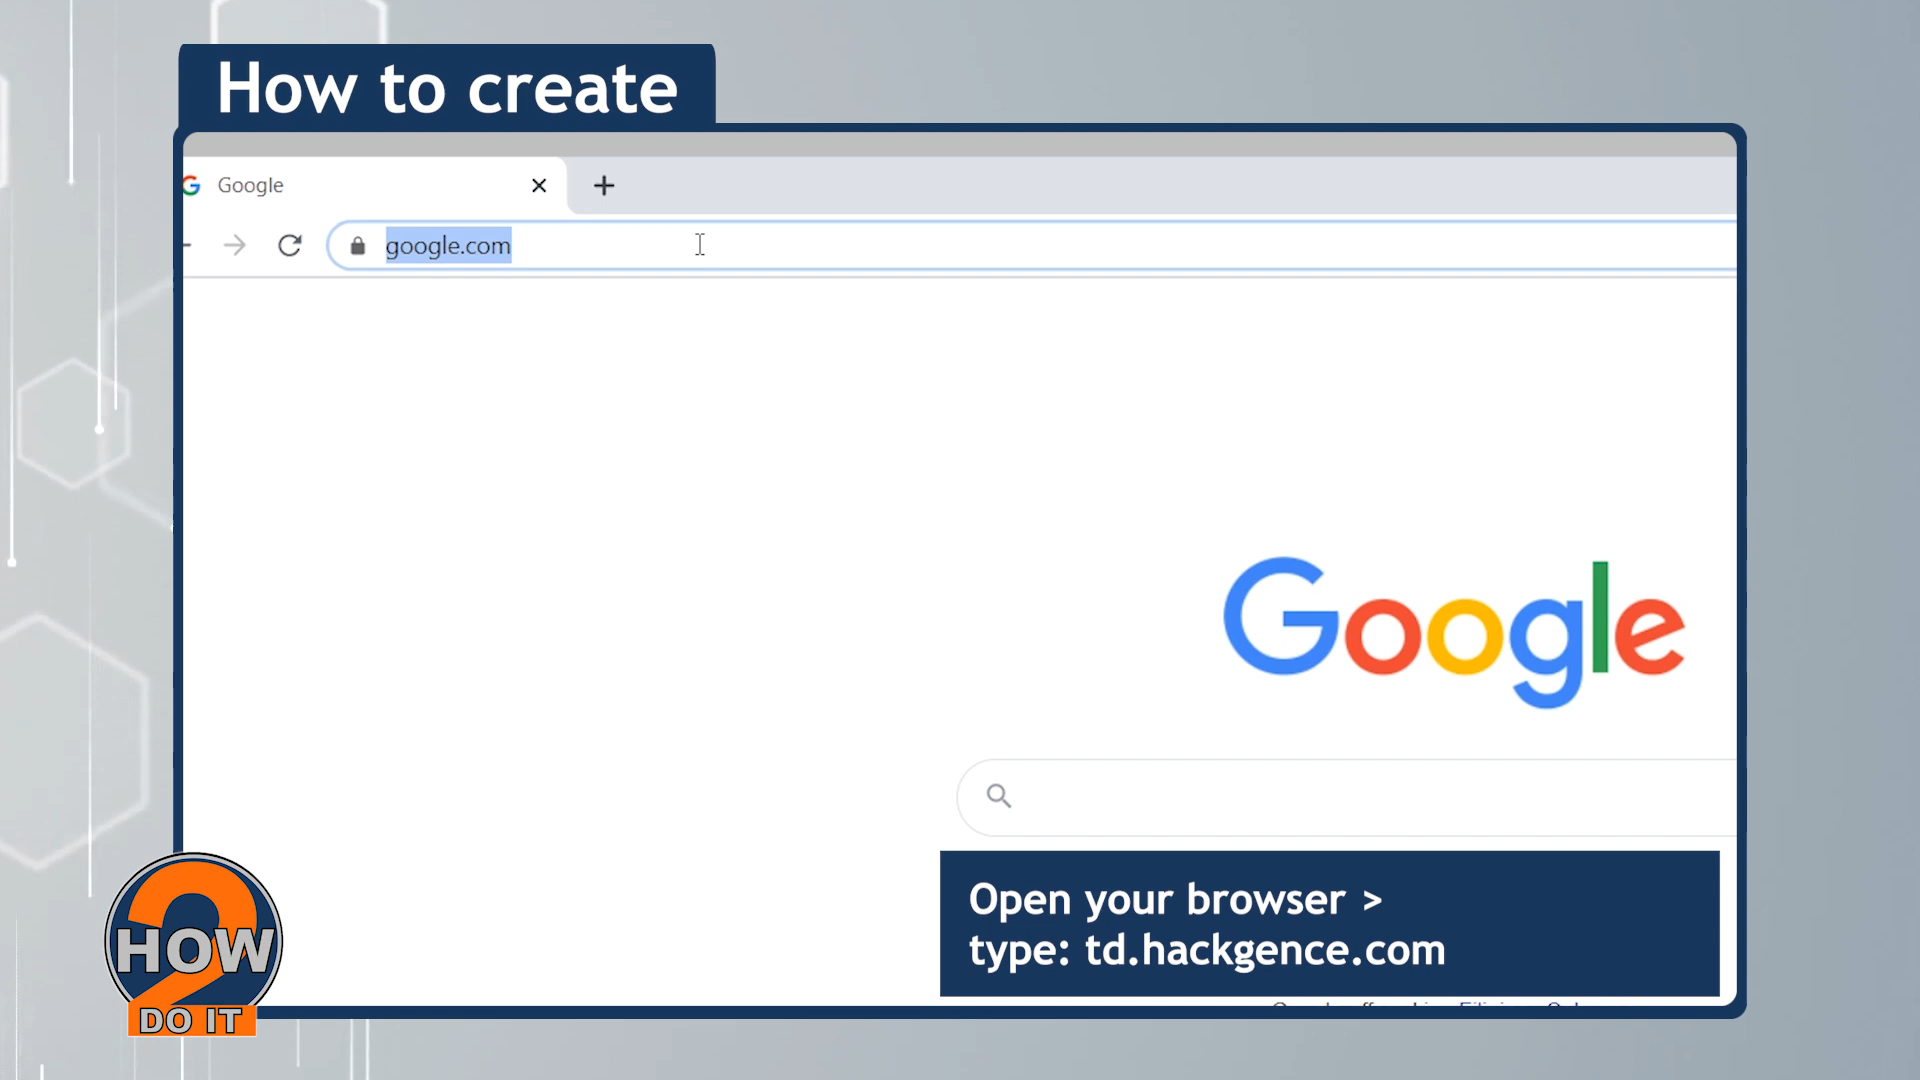 How to create
Google
google.com
Google
Open your browser >
type: td.hackgence.com
HOW
2
DO IT